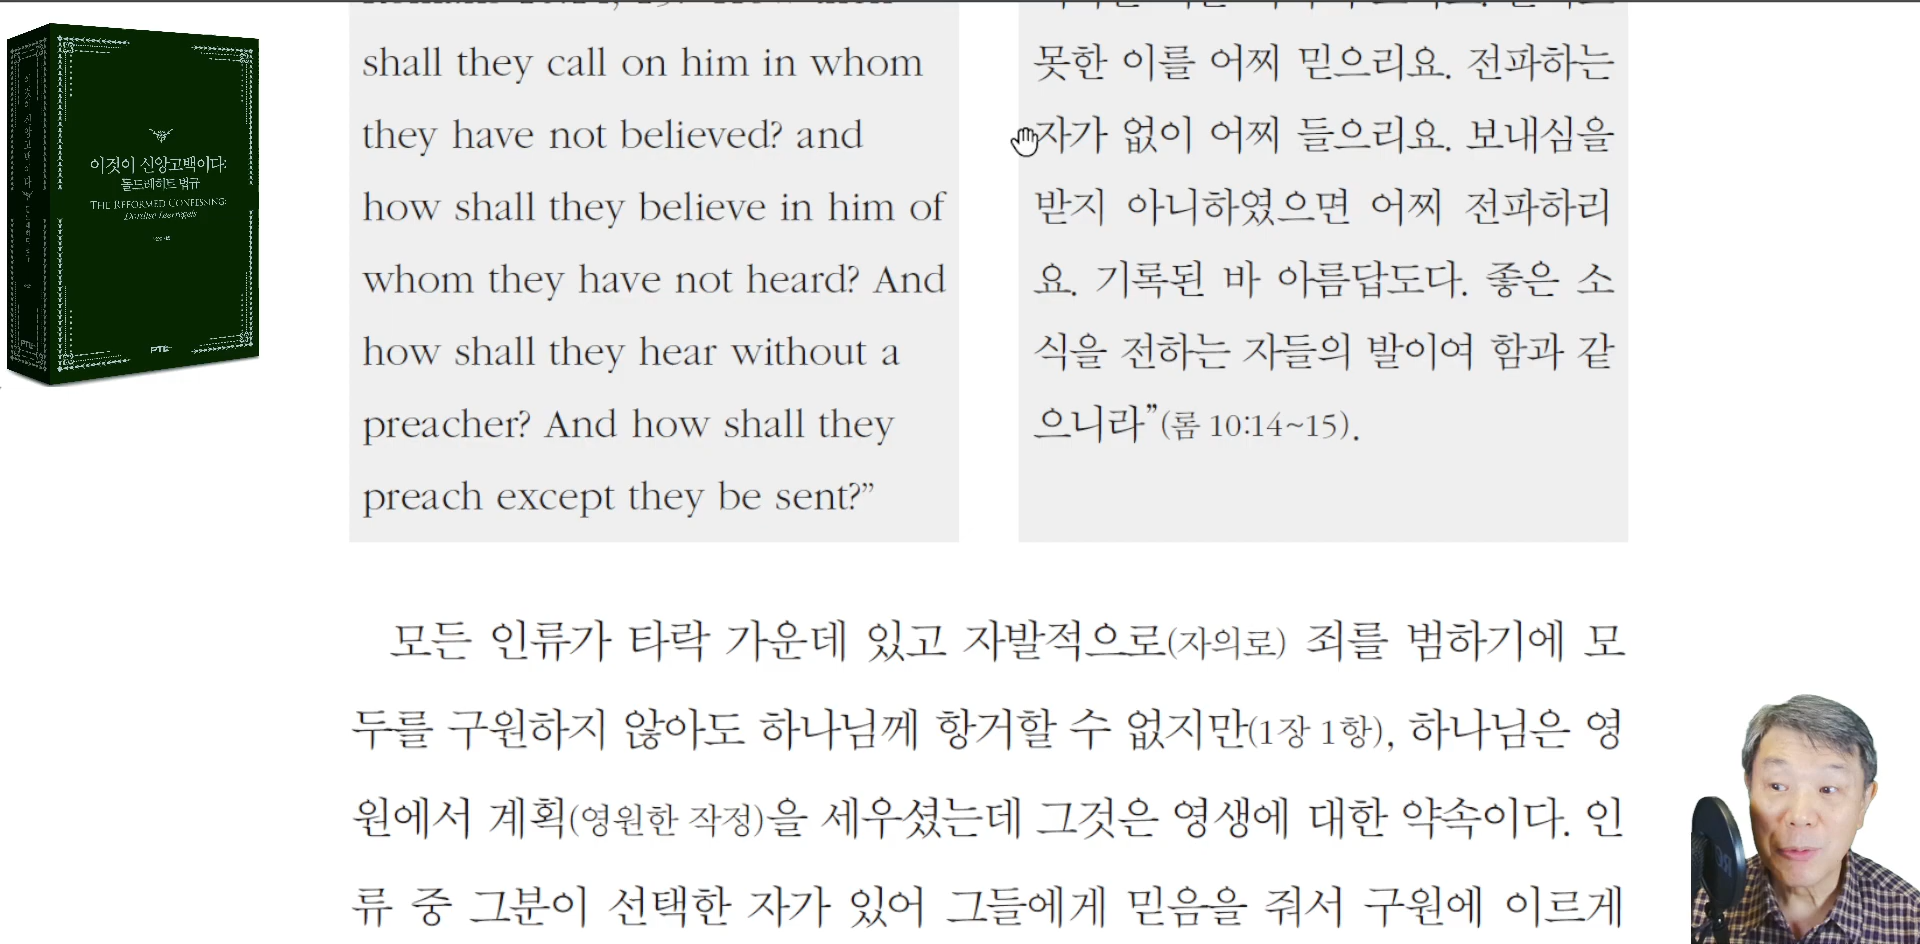 이것이 신앙고백이다:
돌드레히트 법규
THE REFORMED CONFESSING:
PTL
shall they call on him in whom
they have not believed? and
how shall they believe in him of
whom they have not heard? And
how shall they hear without a
preacher? And how shall they
preach except they be sent?”
못한 이를 어찌 믿으리요. 전파하는
자가 없이 어찌 들으리요. 보내심을
받지 아니하였으면 어찌 전파하리
요. 기록된 바 아름답도다. 좋은 소
식을 전하는 자들의 발이여 함과 같
으니라”(롬 10:14~15).
모든 인류가 타락 가운데 있고 자발적으로(자의로) 죄를 범하기에 모
두를 구원하지 않아도 하나님께 항거할 수 없지만(1장 1항), 하나님은 영
원에서 계획(영원한 작정)을 세우셨는데 그것은 영생에 대한 약속이다. 인
류 중 그분이 선택한 자가 있어 그들에게 믿음을 줘서 구원에 이르게